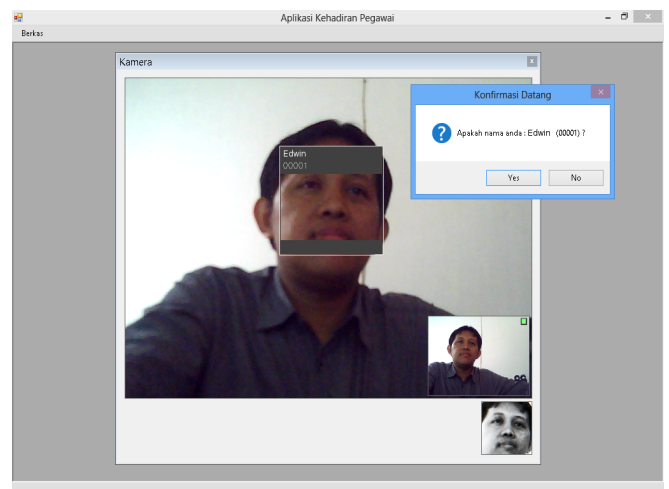 Aplikasi Kehadiran Pegawai
Berkas
Kamera
Konfirmasi Datang
Apakah nama anda : Edwin (00001) ?
Yes No
Edwin
00001